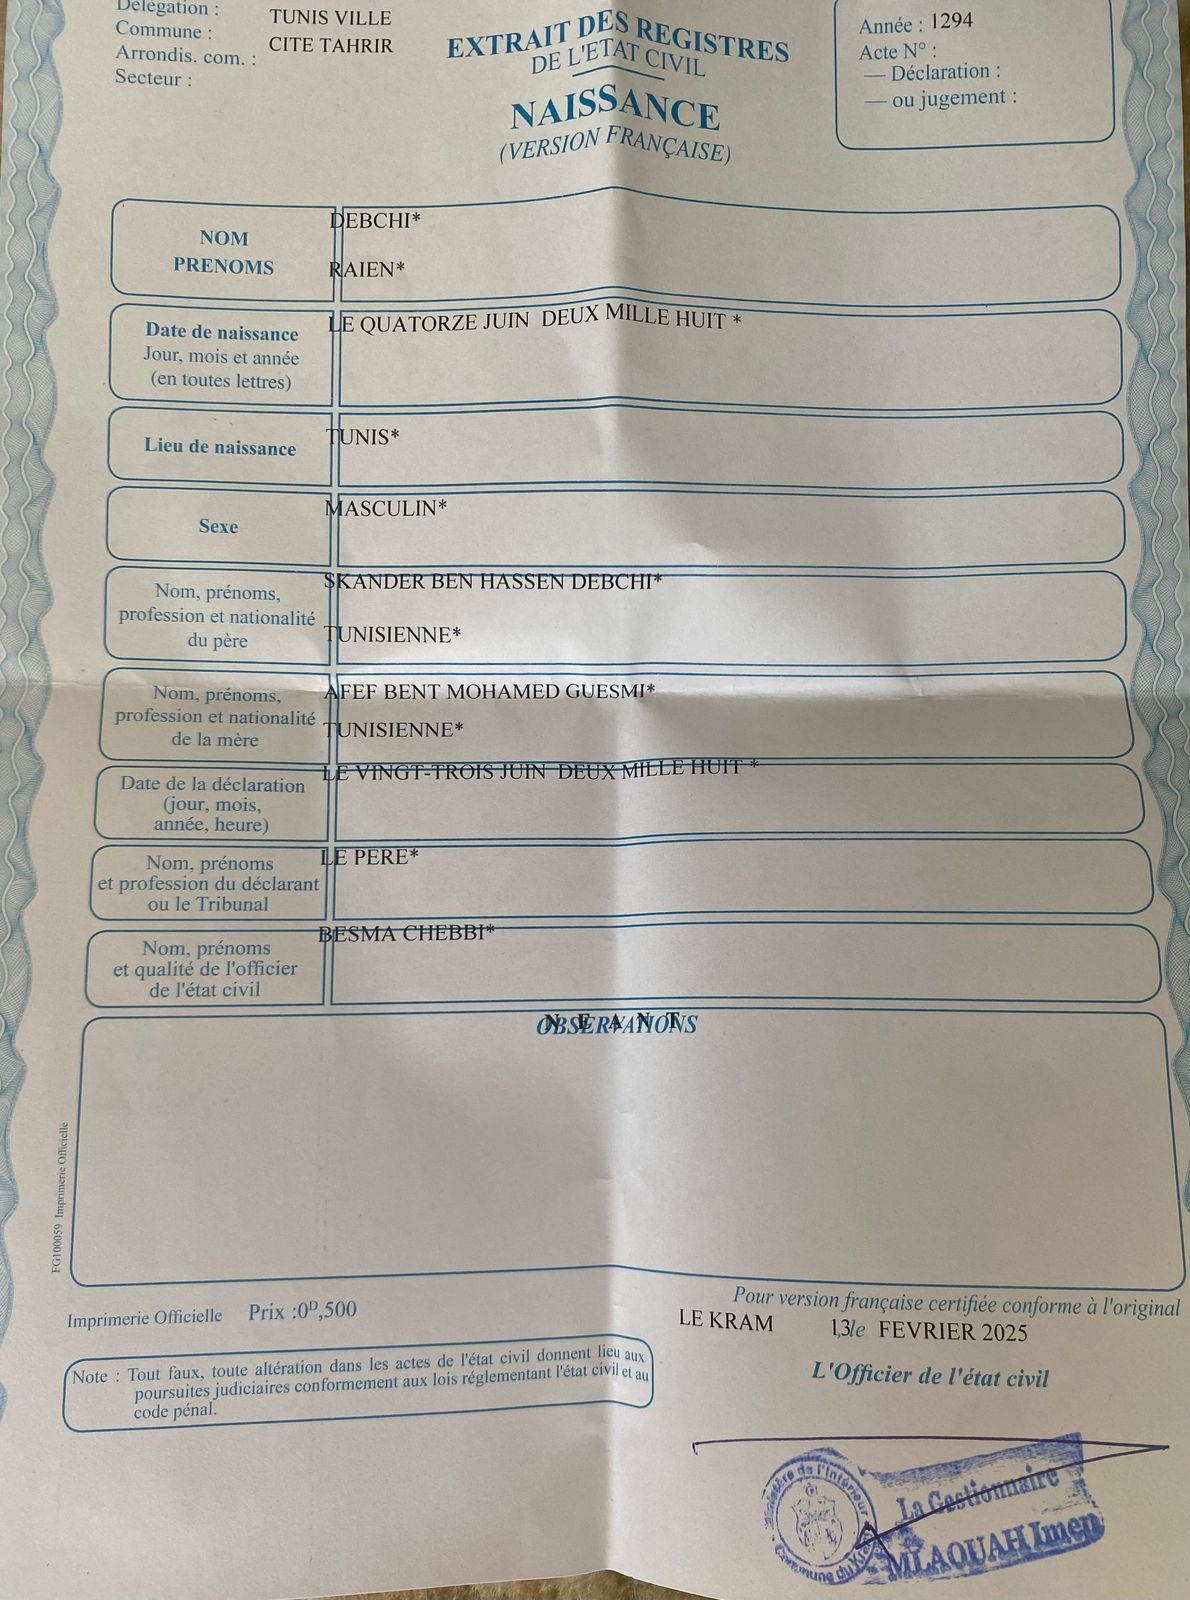 Délégation :
TUNIS VILLE
Commune :
CITE TAHRIR
Arrondis. com. :
Secteur :
EXTRAIT DES REGISTRES
DE L'ETAT CIVIL
NAISSANCE
(VERSION FRANÇAISE)
Année : 1294
Acte N° :
— Déclaration :
— ou jugement :
NOM
PRENOMS
DEBCHI*
RAIEN*
Date de naissance
Jour, mois et année
(en toutes lettres)
LE QUATORZE JUIN DEUX MILLE HUIT *
Lieu de naissance
TUNIS*
Sexe
MASCULIN*
Nom, prénoms,
profession et nationalité
du père
SKANDER BEN HASSEN DEBCHI*
TUNISIENNE*
Nom, prénoms,
profession et nationalité
de la mère
AFEF BENT MOHAMED GUESMI*
TUNISIENNE*
Date de la déclaration
(jour, mois,
année, heure)
LE VINGT-TROIS JUIN DEUX MILLE HUIT *
Nom, prénoms
et profession du déclarant
ou le Tribunal
LE PERE*
Nom, prénoms
et qualité de l'officier
de l'état civil
BESMA CHEBBI*
OBSERVATIONS
N E A N T
FG100059 Imprimerie Officielle
Imprimerie Officielle Prix :0D,500
Note : Tout faux, toute altération dans les actes de l'état civil donnent lieu aux
poursuites judiciaires conformement aux lois réglementant l'état civil et au
code pénal.
Pour version française certifiée conforme à l'original
LE KRAM 13, le FEVRIER 2025
L'Officier de l'état civil
Ministère de l'Intérieur
Commune du Kram
La Gestionnaire
MLAOUAH Imen